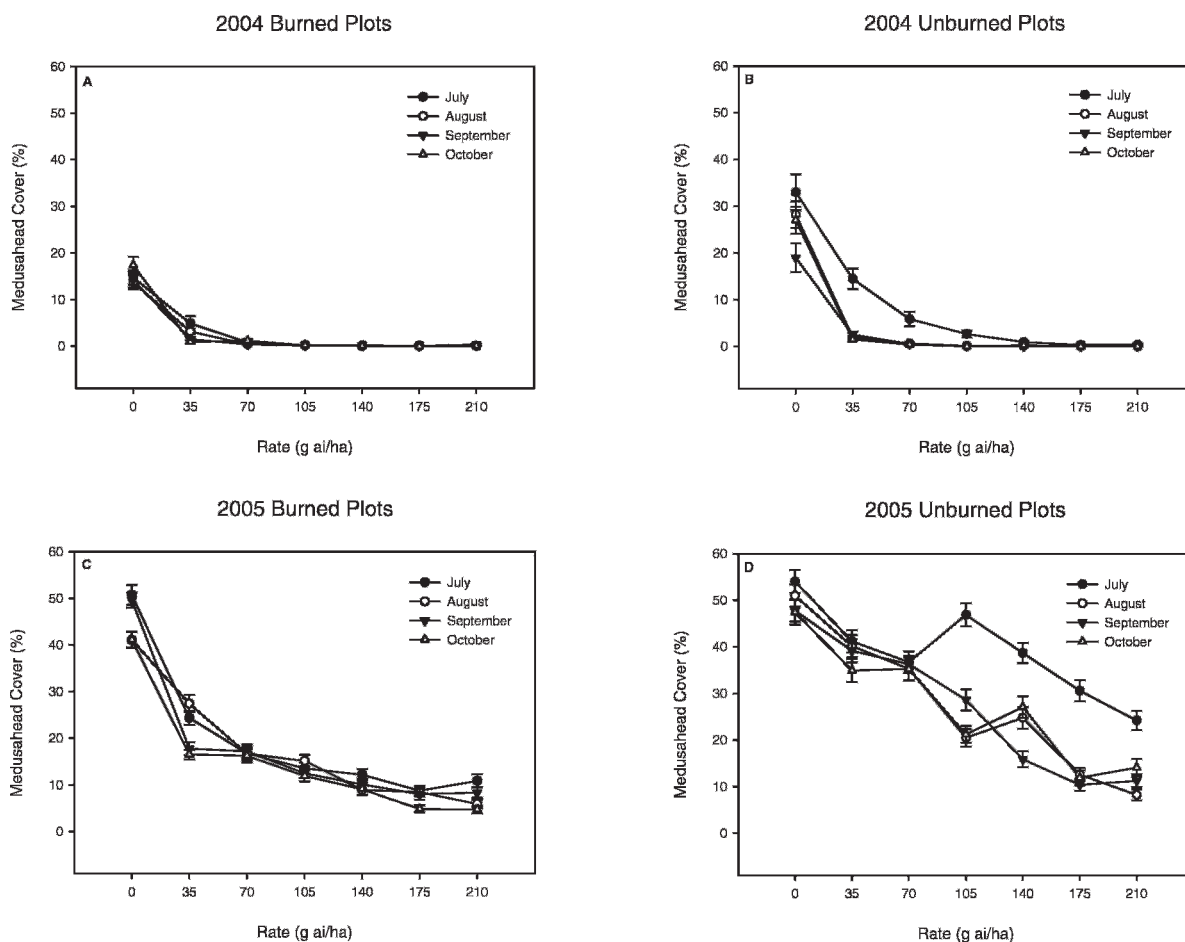 2004 Burned Plots
A
July
August
September
October
Medusahead Cover (%)
60
50
40
30
20
10
0
0 35 70 105 140 175 210
Rate (g ai/ha)
2004 Unburned Plots
B
July
August
September
October
Medusahead Cover (%)
60
50
40
30
20
10
0
0 35 70 105 140 175 210
Rate (g ai/ha)
2005 Burned Plots
C
July
August
September
October
Medusahead Cover (%)
60
50
40
30
20
10
0
0 35 70 105 140 175 210
Rate (g ai/ha)
2005 Unburned Plots
D
July
August
September
October
Medusahead Cover (%)
60
50
40
30
20
10
0
0 35 70 105 140 175 210
Rate (g ai/ha)